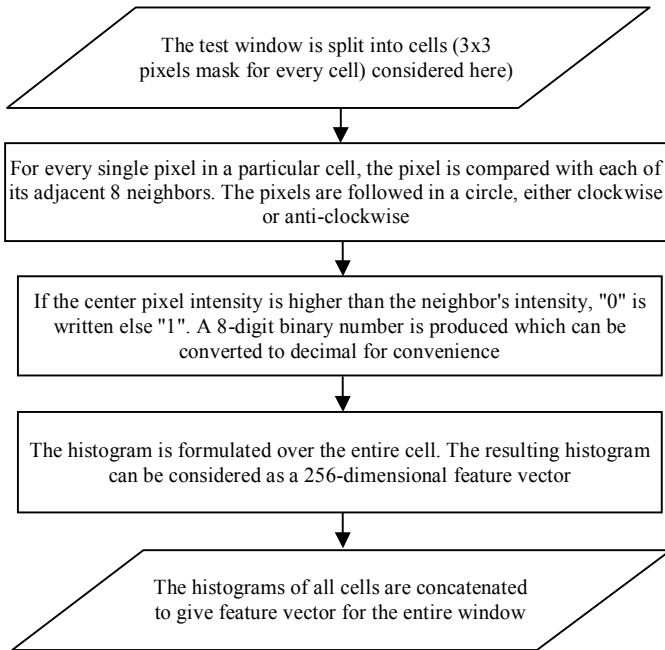 The test window is split into cells (3x3
pixels mask for every cell) considered here)
For every single pixel in a particular cell, the pixel is compared with each of
its adjacent 8 neighbors. The pixels are followed in a circle, either clockwise
or anti-clockwise
If the center pixel intensity is higher than the neighbor's intensity, "0" is
written else "1". A 8-digit binary number is produced which can be
converted to decimal for convenience
The histogram is formulated over the entire cell. The resulting histogram
can be considered as a 256-dimensional feature vector
The histograms of all cells are concatenated
to give feature vector for the entire window